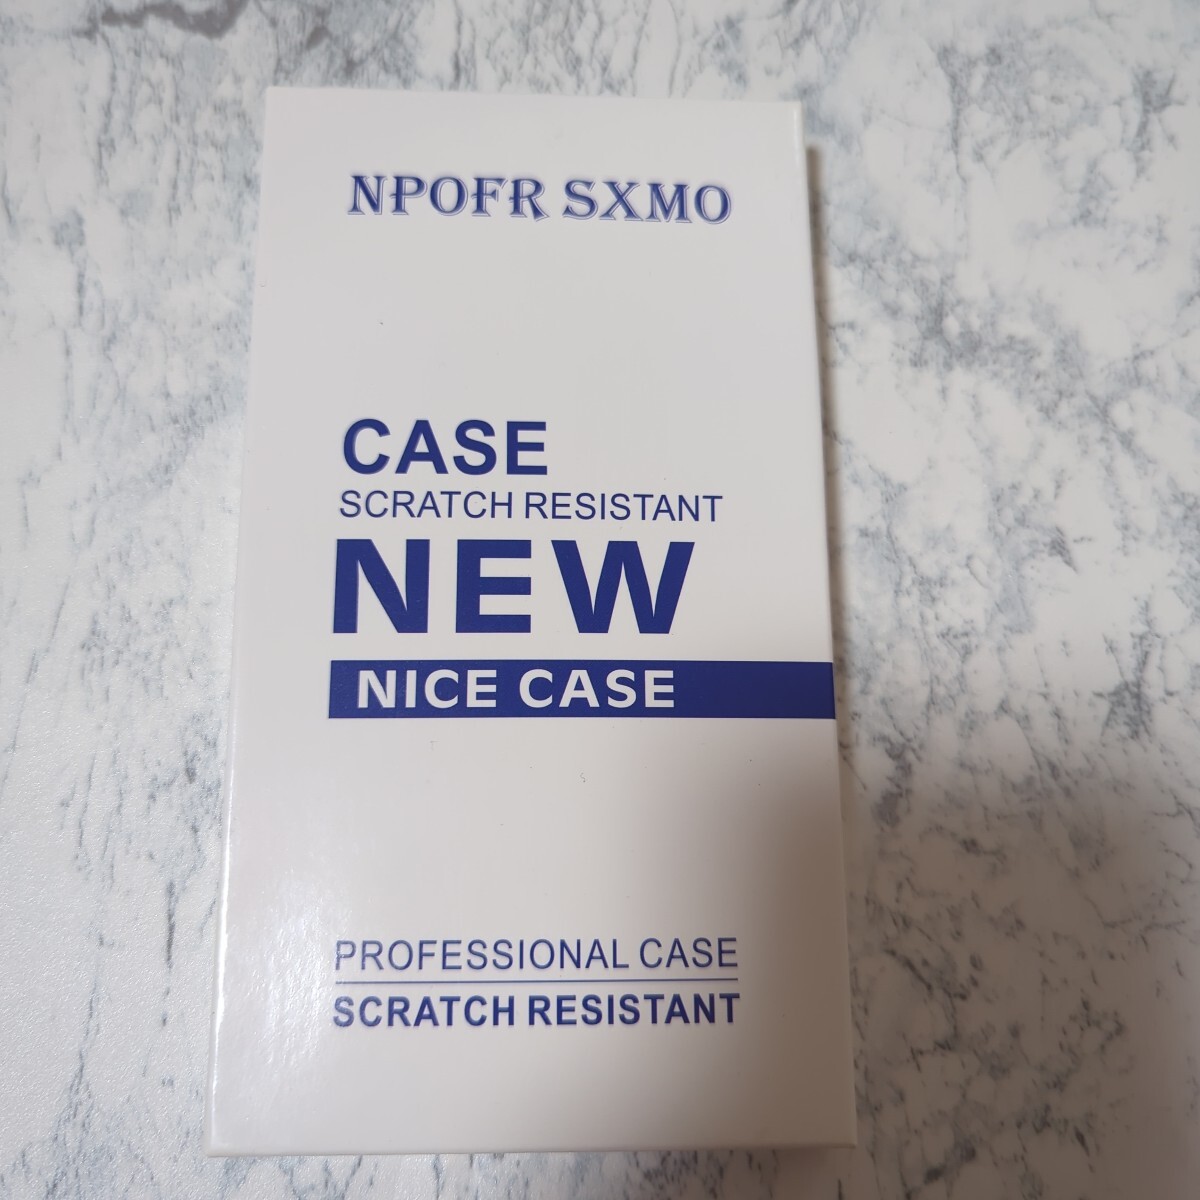 NPOFR SXMO
CASE
SCRATCH RESISTANT
NEW
NICE CASE
PROFESSIONAL CASE
SCRATCH RESISTANT